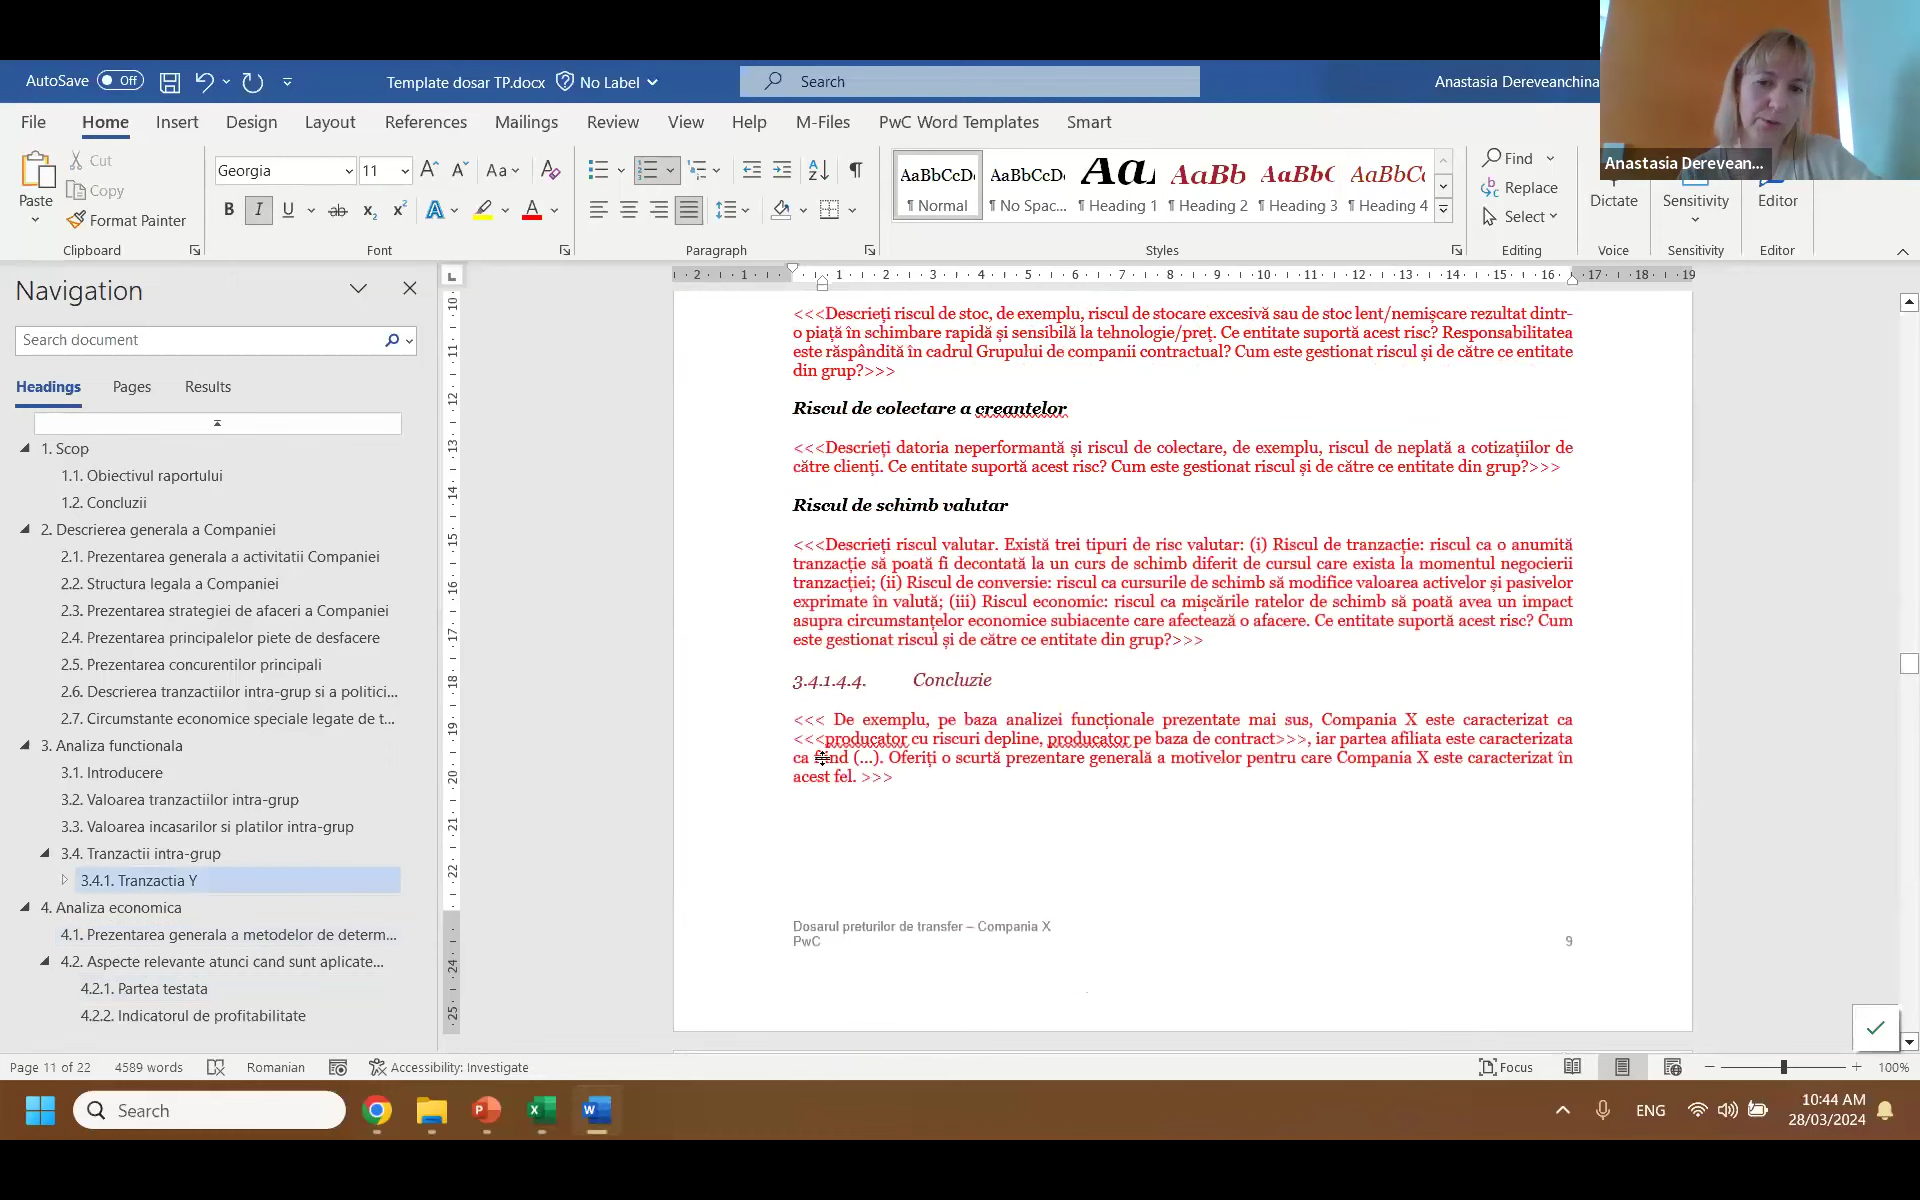 AutoSave Off Template dosar TP.docx No Label Search Anastasia Dereveanchina
File Home Insert Design Layout References Mailings Review View Help M-Files PwC Word Templates Smart
Anastasia Derevean...
Paste Cut Copy Format Painter
Georgia 11
AaBbCcDc AaBbCcDc AaB AaBb AaBbC AaBbCc
¶ Normal ¶ No Spac... ¶ Heading 1 ¶ Heading 2 ¶ Heading 3 ¶ Heading 4
Find Replace Select
Dictate Sensitivity Editor
Clipboard Font Paragraph Styles Editing Voice Sensitivity Editor
Navigation
Search document
Headings Pages Results
1. Scop
1.1. Obiectivul raportului
1.2. Concluzii
2. Descrierea generala a Companiei
2.1. Prezentarea generala a activitatii Companiei
2.2. Structura legala a Companiei
2.3. Prezentarea strategiei de afaceri a Companiei
2.4. Prezentarea principalelor piete de desfacere
2.5. Prezentarea concurentilor principali
2.6. Descrierea tranzactiilor intra-grup si a politici...
2.7. Circumstante economice speciale legate de t...
3. Analiza functionala
3.1. Introducere
3.2. Valoarea tranzactiilor intra-grup
3.3. Valoarea incasarilor si platilor intra-grup
3.4. Tranzactii intra-grup
3.4.1. Tranzactia Y
4. Analiza economica
4.1. Prezentarea generala a metodelor de determ...
4.2. Aspecte relevante atunci cand sunt aplicate...
4.2.1. Partea testata
4.2.2. Indicatorul de profitabilitate
<<<Descrieți riscul de stoc, de exemplu, riscul de stocare excesivă sau de stoc lent/nemișcare rezultat dintr-
o piață în schimbare rapidă și sensibilă la tehnologie/preț. Ce entitate suportă acest risc? Responsabilitatea
este răspândită în cadrul Grupului de companii contractual? Cum este gestionat riscul și de către ce entitate
din grup?>>>
Riscul de colectare a creantelor
<<<Descrieți datoria neperformantă și riscul de colectare, de exemplu, riscul de neplată a cotizațiilor de
către clienți. Ce entitate suportă acest risc? Cum este gestionat riscul și de către ce entitate din grup?>>>
Riscul de schimb valutar
<<<Descrieți riscul valutar. Există trei tipuri de risc valutar: (i) Riscul de tranzacție: riscul ca o anumită
tranzacție să poată fi decontată la un curs de schimb diferit de cursul care exista la momentul negocierii
tranzacției; (ii) Riscul de conversie: riscul ca cursurile de schimb să modifice valoarea activelor și pasivelor
exprimate în valută; (iii) Riscul economic: riscul ca mișcările ratelor de schimb să poată avea un impact
asupra circumstanțelor economice subiacente care afectează o afacere. Ce entitate suportă acest risc? Cum
este gestionat riscul și de către ce entitate din grup?>>>
3.4.1.4.4. Concluzie
<<< De exemplu, pe baza analizei funcționale prezentate mai sus, Compania X este caracterizat ca
<<<producator cu riscuri depline, producator pe baza de contract>>>, iar partea afiliata este caracterizata
ca fiind (...). Oferiți o scurtă prezentare generală a motivelor pentru care Compania X este caracterizat în
acest fel. >>>
Dosarul preturilor de transfer – Compania X
PwC 9
Page 11 of 22 4589 words Romanian Accessibility: Investigate Focus 100%
Search ENG 10:44 AM
28/03/2024